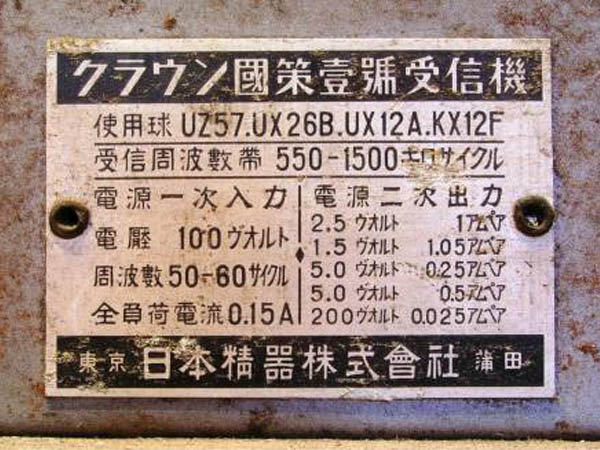 クラウン國策壹號受信機
使用球 UZ57.UX26B.UX12A.KX12F
受信周波數帶 550-1500キロサイクル
電源一次入力
電壓 100ヴオルト
周波數50-60サイクル
全負荷電流0.15A
電源二次出力
2.5 ヴオルト 1アムペア
1.5 ヴオルト 1.05アムペア
5.0 ヴオルト 0.25アムペア
5.0 ヴオルト 0.5アムペア
200ヴオルト 0.025アムペア
東京 日本精器株式會社 蒲田